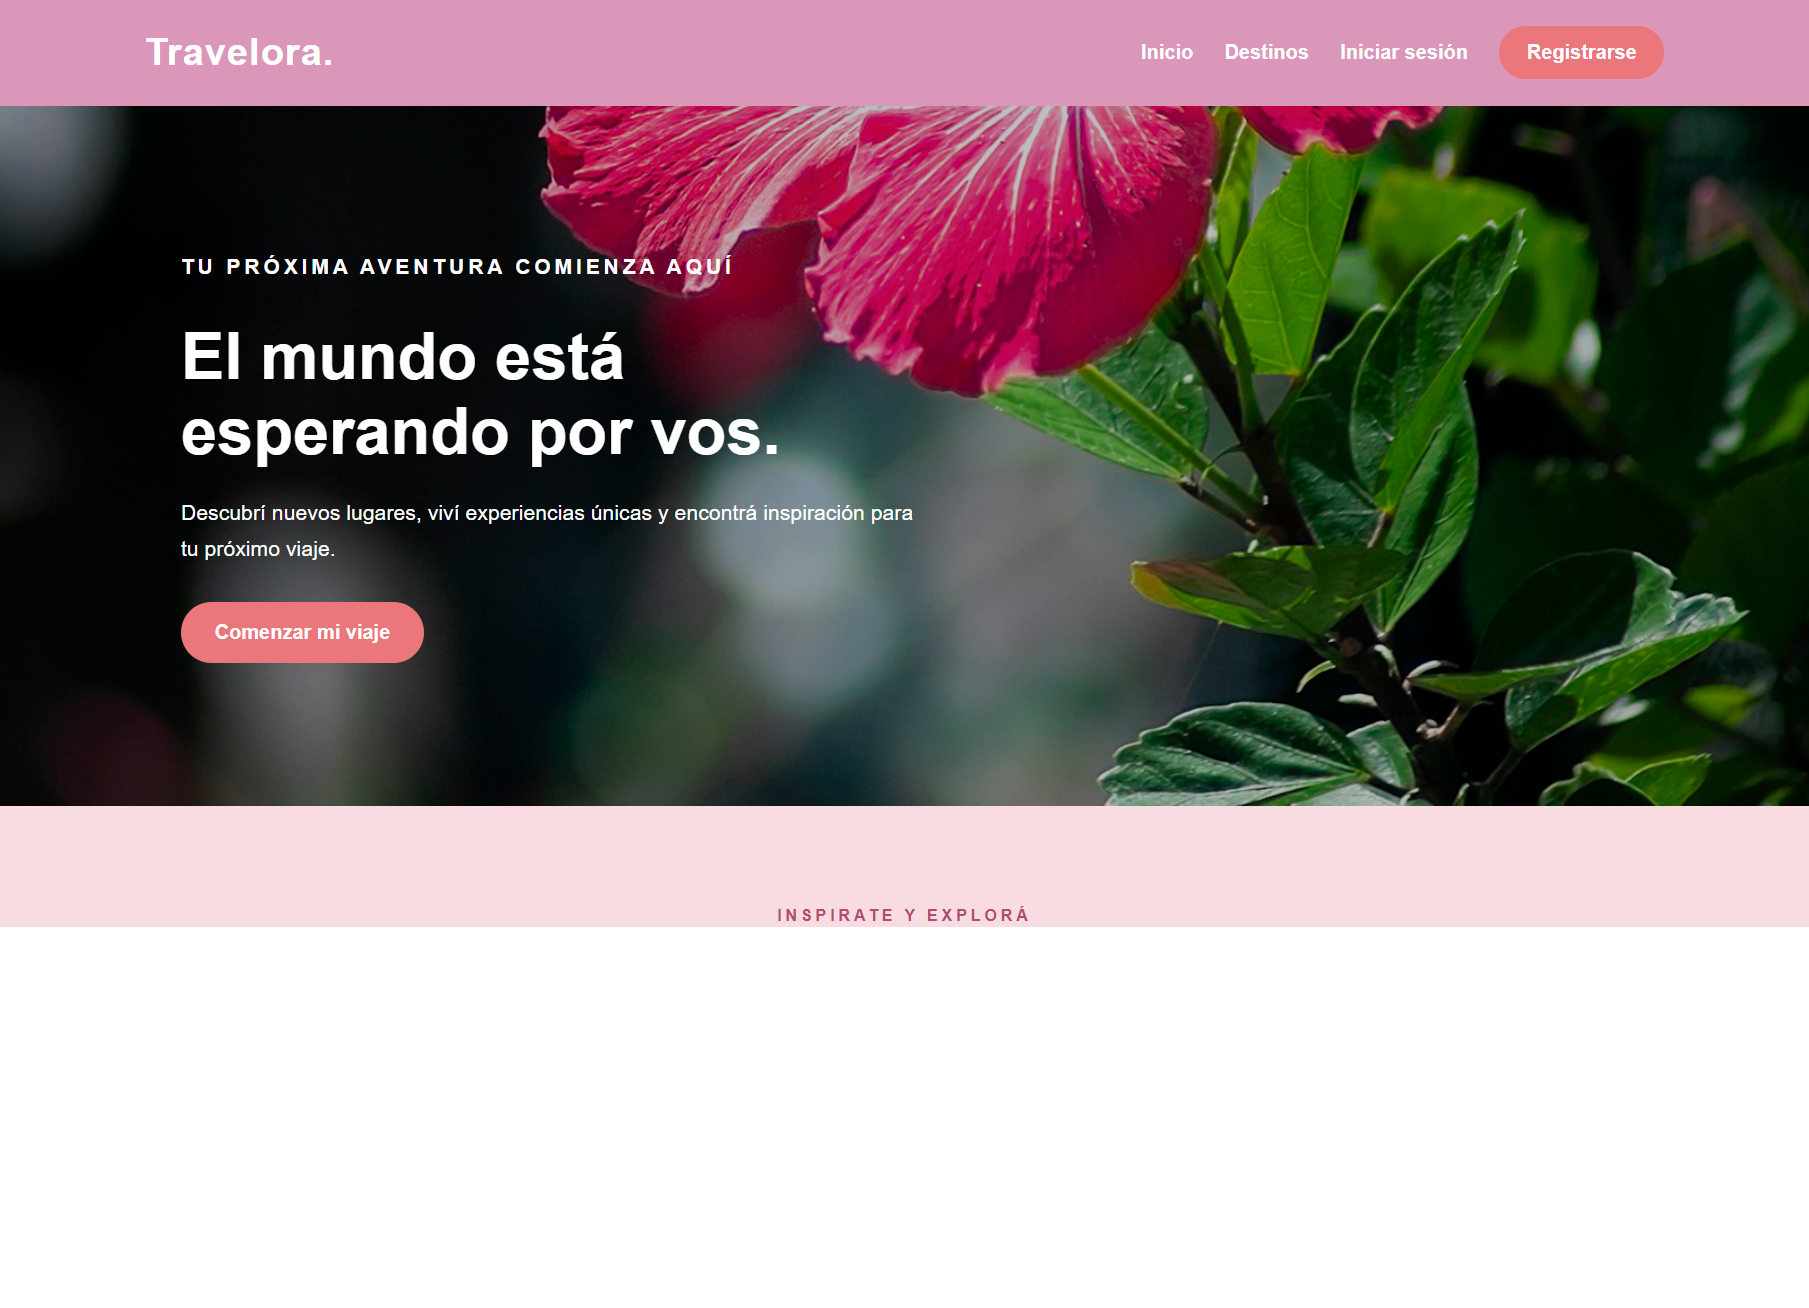 Travelora.
Inicio Destinos Iniciar sesión Registrarse
TU PRÓXIMA AVENTURA COMIENZA AQUÍ
El mundo está
esperando por vos.
Descubrí nuevos lugares, viví experiencias únicas y encontrá inspiración para
tu próximo viaje.
Comenzar mi viaje
INSPIRATE Y EXPLORÁ